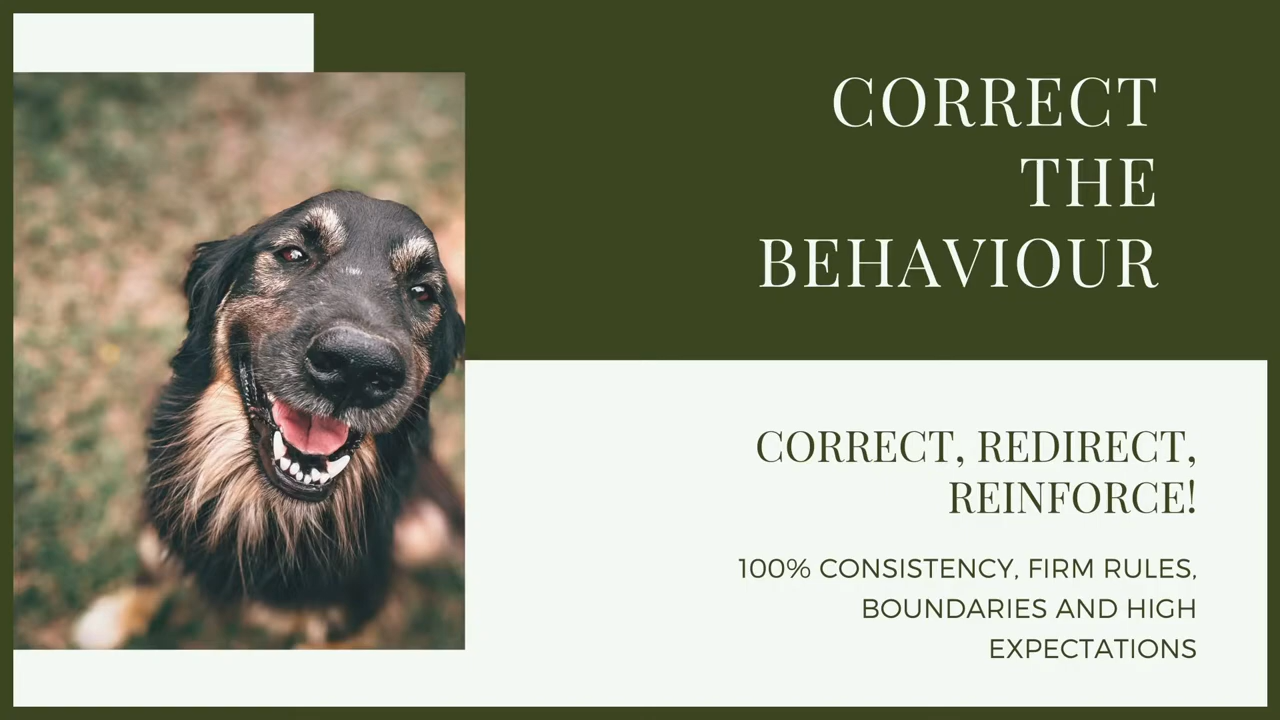 CORRECT
THE
BEHAVIOUR
CORRECT, REDIRECT,
REINFORCE!
100% CONSISTENCY, FIRM RULES,
BOUNDARIES AND HIGH
EXPECTATIONS